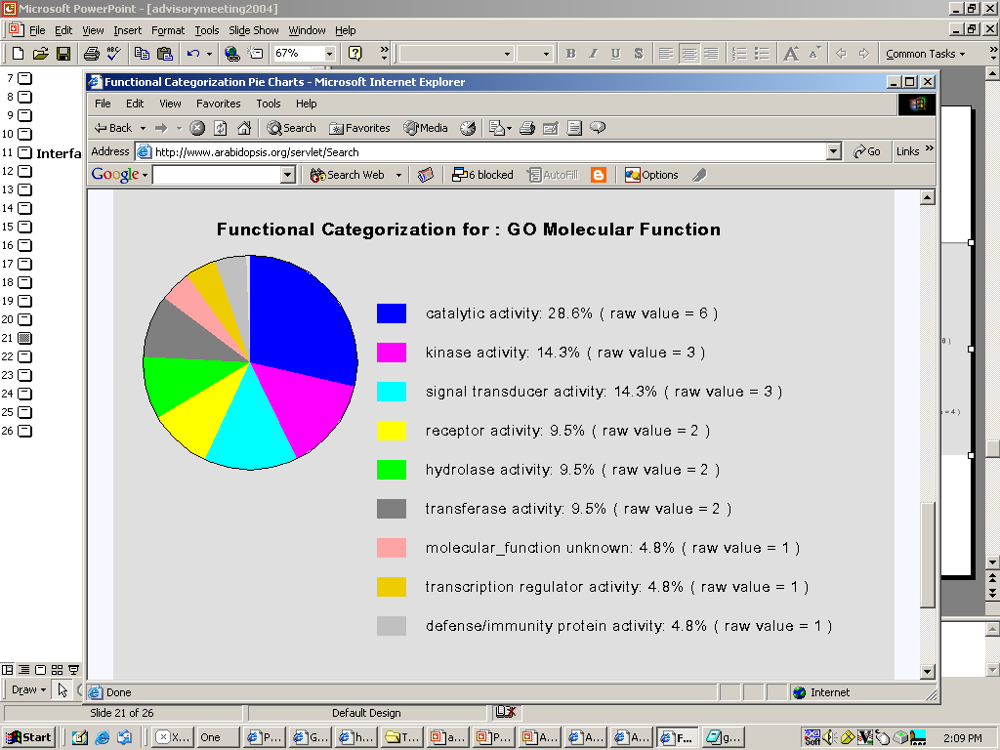 Microsoft PowerPoint - [advisorymeeting2004]
File Edit View Insert Format Tools Slide Show Window Help
67% B I U S A A Common Tasks
7
8
9
10
11 Interfa
12
13
14
15
16
17
18
19
20
21
22
23
24
25
26
Functional Categorization Pie Charts - Microsoft Internet Explorer
File Edit View Favorites Tools Help
Back Search Favorites Media
Address http://www.arabidopsis.org/servlet/Search Go Links
Google Search Web 6 blocked AutoFill Options
Functional Categorization for : GO Molecular Function
catalytic activity: 28.6% ( raw value = 6 )
kinase activity: 14.3% ( raw value = 3 )
signal transducer activity: 14.3% ( raw value = 3 )
receptor activity: 9.5% ( raw value = 2 )
hydrolase activity: 9.5% ( raw value = 2 )
transferase activity: 9.5% ( raw value = 2 )
molecular_function unknown: 4.8% ( raw value = 1 )
transcription regulator activity: 4.8% ( raw value = 1 )
defense/immunity protein activity: 4.8% ( raw value = 1 )
8 )
= 4 )
Done Internet
Draw
Slide 21 of 26 Default Design
Start X... One P... G... h... T... a... P... A... A... A... F... g... 2:09 PM